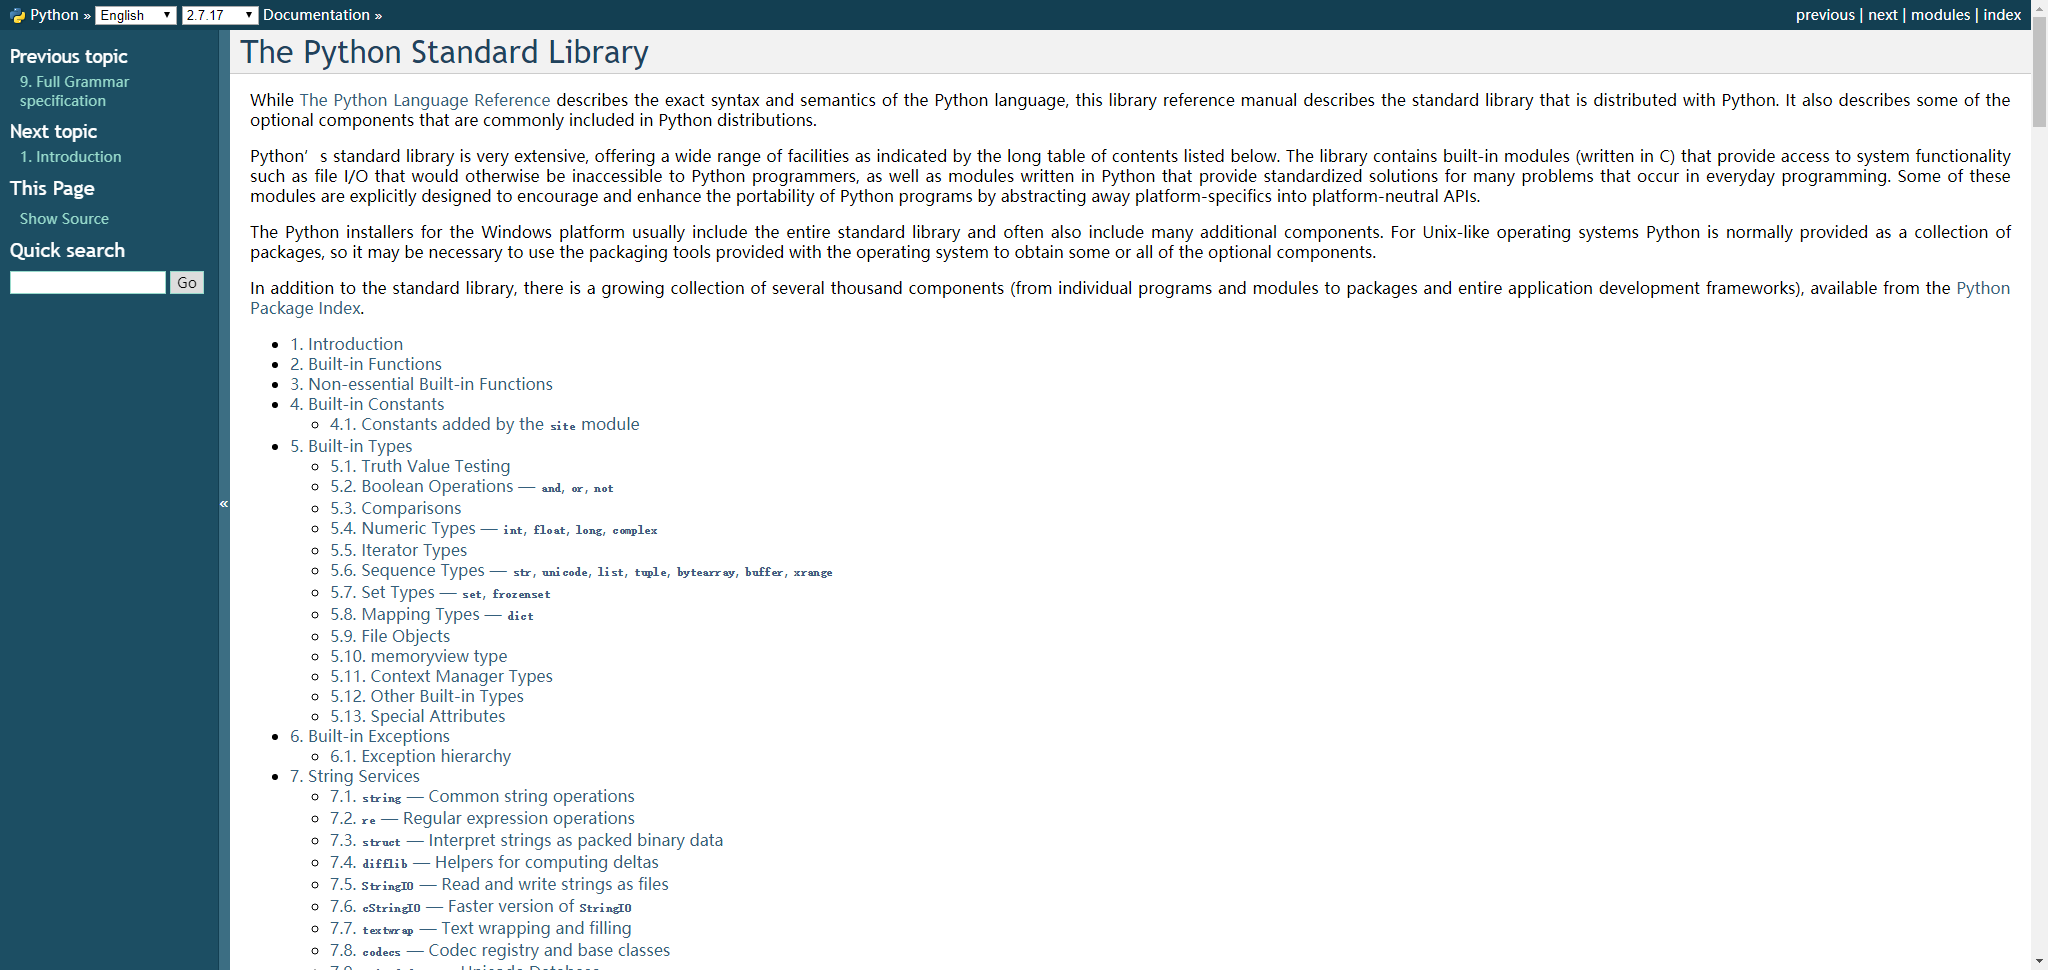 Python » English 2.7.17 Documentation » previous | next | modules | index
Previous topic
9. Full Grammar
specification
Next topic
1. Introduction
This Page
Show Source
Quick search
Go
«
The Python Standard Library
While The Python Language Reference describes the exact syntax and semantics of the Python language, this library reference manual describes the standard library that is distributed with Python. It also describes some of the
optional components that are commonly included in Python distributions.
Python’s standard library is very extensive, offering a wide range of facilities as indicated by the long table of contents listed below. The library contains built-in modules (written in C) that provide access to system functionality
such as file I/O that would otherwise be inaccessible to Python programmers, as well as modules written in Python that provide standardized solutions for many problems that occur in everyday programming. Some of these
modules are explicitly designed to encourage and enhance the portability of Python programs by abstracting away platform-specifics into platform-neutral APIs.
The Python installers for the Windows platform usually include the entire standard library and often also include many additional components. For Unix-like operating systems Python is normally provided as a collection of
packages, so it may be necessary to use the packaging tools provided with the operating system to obtain some or all of the optional components.
In addition to the standard library, there is a growing collection of several thousand components (from individual programs and modules to packages and entire application development frameworks), available from the Python
Package Index.
1. Introduction
2. Built-in Functions
3. Non-essential Built-in Functions
4. Built-in Constants
4.1. Constants added by the site module
5. Built-in Types
5.1. Truth Value Testing
5.2. Boolean Operations — and, or, not
5.3. Comparisons
5.4. Numeric Types — int, float, long, complex
5.5. Iterator Types
5.6. Sequence Types — str, unicode, list, tuple, bytearray, buffer, xrange
5.7. Set Types — set, frozenset
5.8. Mapping Types — dict
5.9. File Objects
5.10. memoryview type
5.11. Context Manager Types
5.12. Other Built-in Types
5.13. Special Attributes
6. Built-in Exceptions
6.1. Exception hierarchy
7. String Services
7.1. string — Common string operations
7.2. re — Regular expression operations
7.3. struct — Interpret strings as packed binary data
7.4. difflib — Helpers for computing deltas
7.5. StringIO — Read and write strings as files
7.6. cStringIO — Faster version of StringIO
7.7. textwrap — Text wrapping and filling
7.8. codecs — Codec registry and base classes